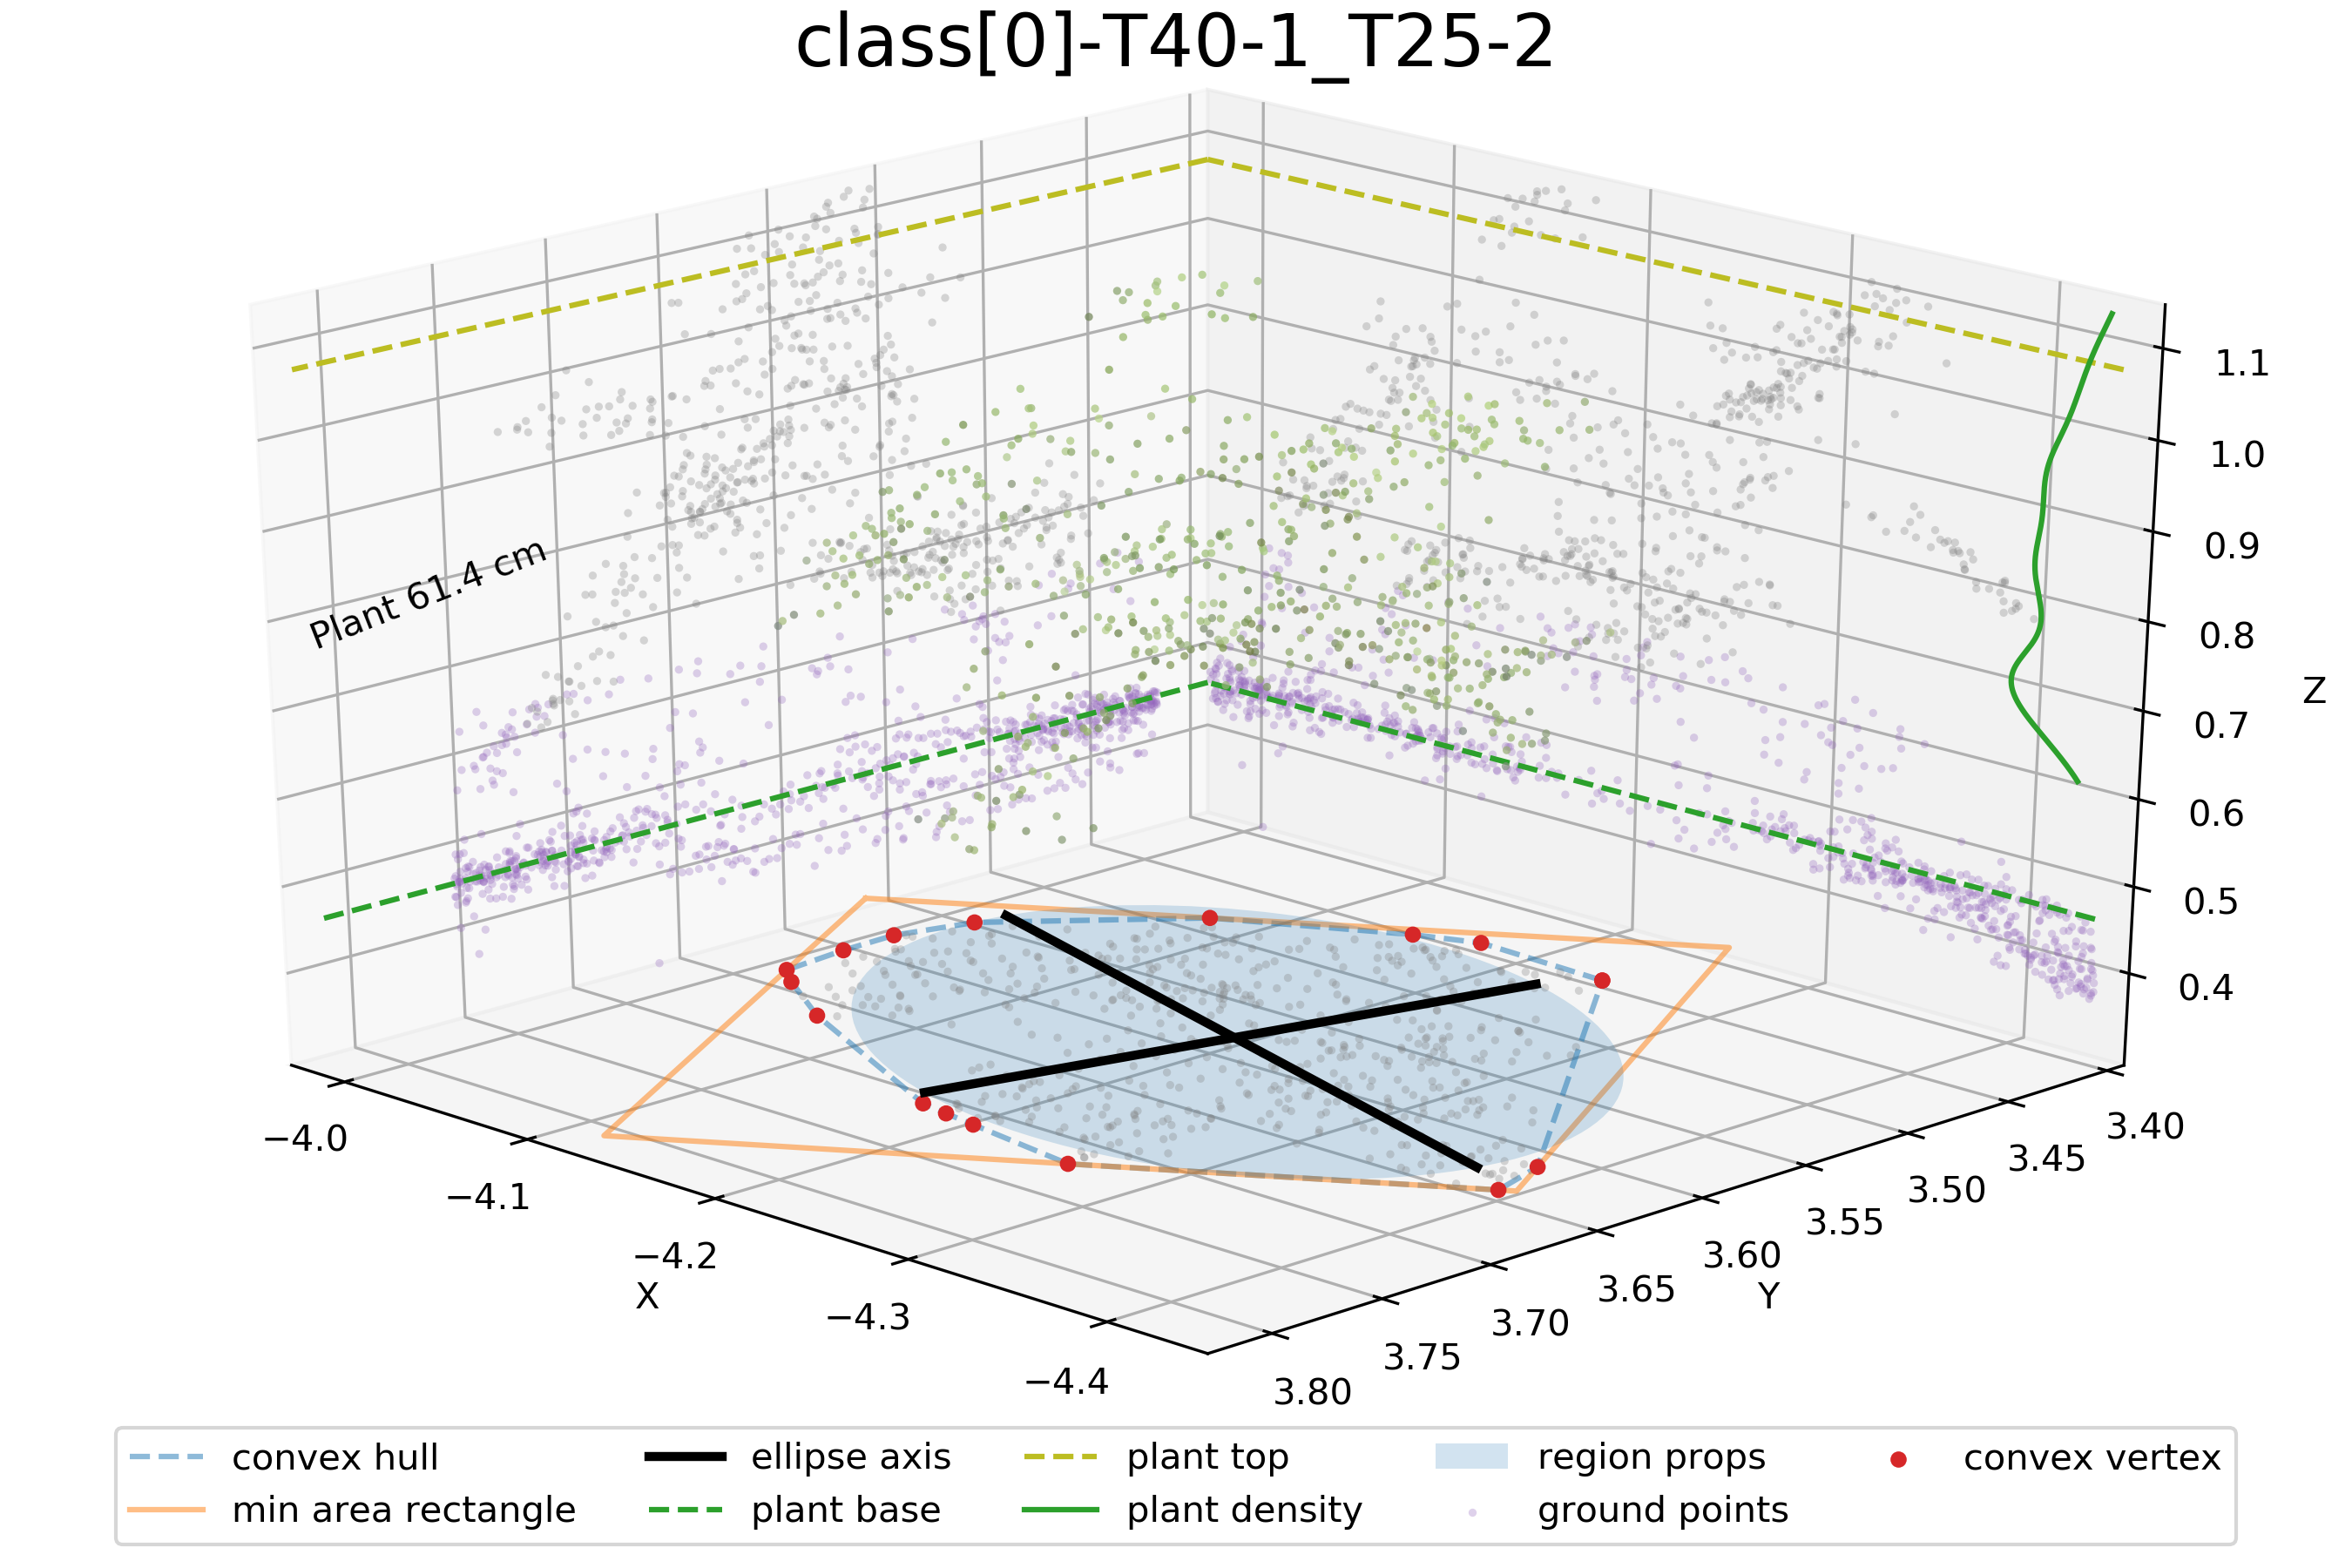 class[0]-T40-1_T25-2
Plant 61.4 cm
1.1
1.0
0.9
0.8
0.7
0.6
0.5
0.4
Z
−4.0
−4.1
−4.2
−4.3
−4.4
X
3.40
3.45
3.50
3.55
3.60
3.65
3.70
3.75
3.80
Y
convex hull
min area rectangle
ellipse axis
plant base
plant top
plant density
region props
ground points
convex vertex